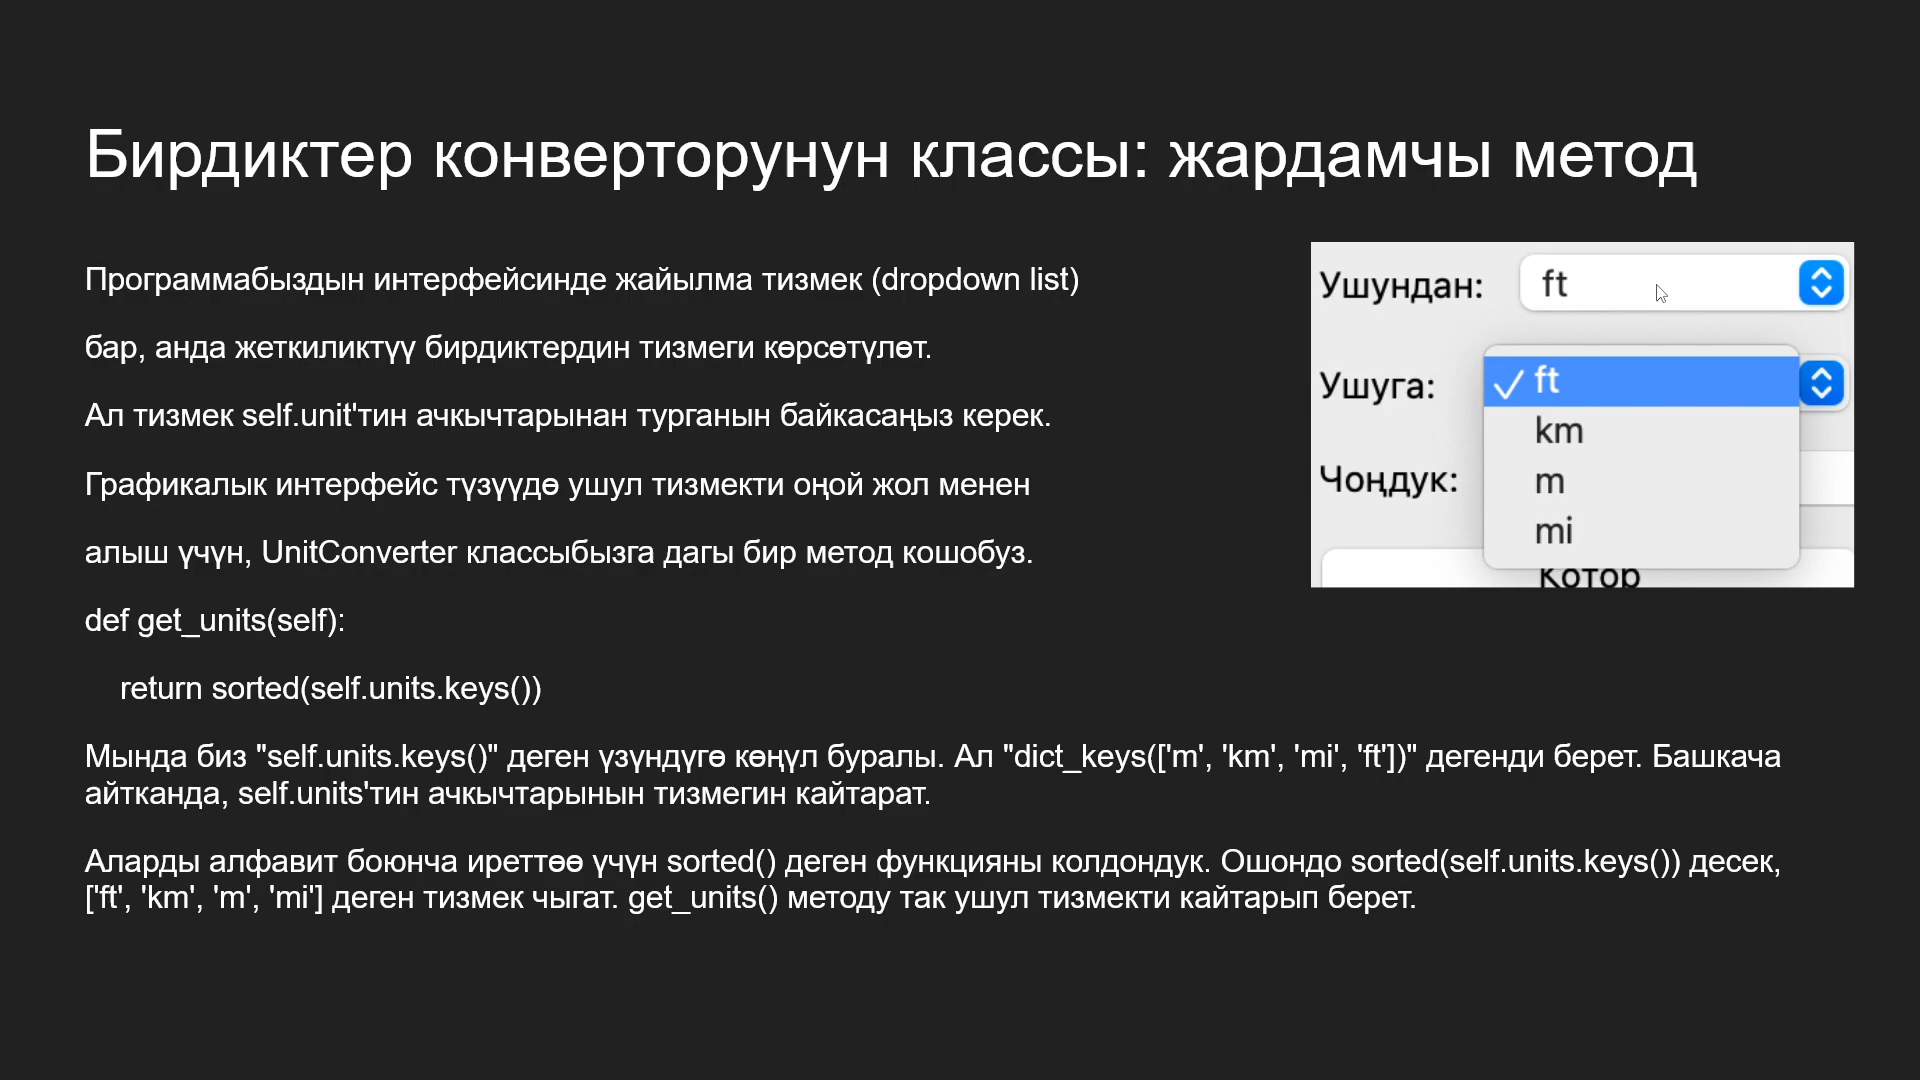 Бирдиктер конверторунун классы: жардамчы метод
Программабыздын интерфейсинде жайылма тизмек (dropdown list)
бар, анда жеткиликтүү бирдиктердин тизмеги көрсөтүлөт.
Ал тизмек self.unit'тин ачкычтарынан турганын байкасаңыз керек.
Графикалык интерфейс түзүүдө ушул тизмекти оңой жол менен
алыш үчүн, UnitConverter классыбызга дагы бир метод кошобуз.
def get_units(self):
return sorted(self.units.keys())
Мында биз "self.units.keys()" деген үзүндүгө көңүл буралы. Ал "dict_keys(['m', 'km', 'mi', 'ft'])" дегенди берет. Башкача
айтканда, self.units'тин ачкычтарынын тизмегин кайтарат.
Аларды алфавит боюнча иреттөө үчүн sorted() деген функцияны колдондук. Ошондо sorted(self.units.keys()) десек,
['ft', 'km', 'm', 'mi'] деген тизмек чыгат. get_units() методу так ушул тизмекти кайтарып берет.
Ушундан: ft
Ушуга: ft
km
Чоңдук: m
mi
Котор